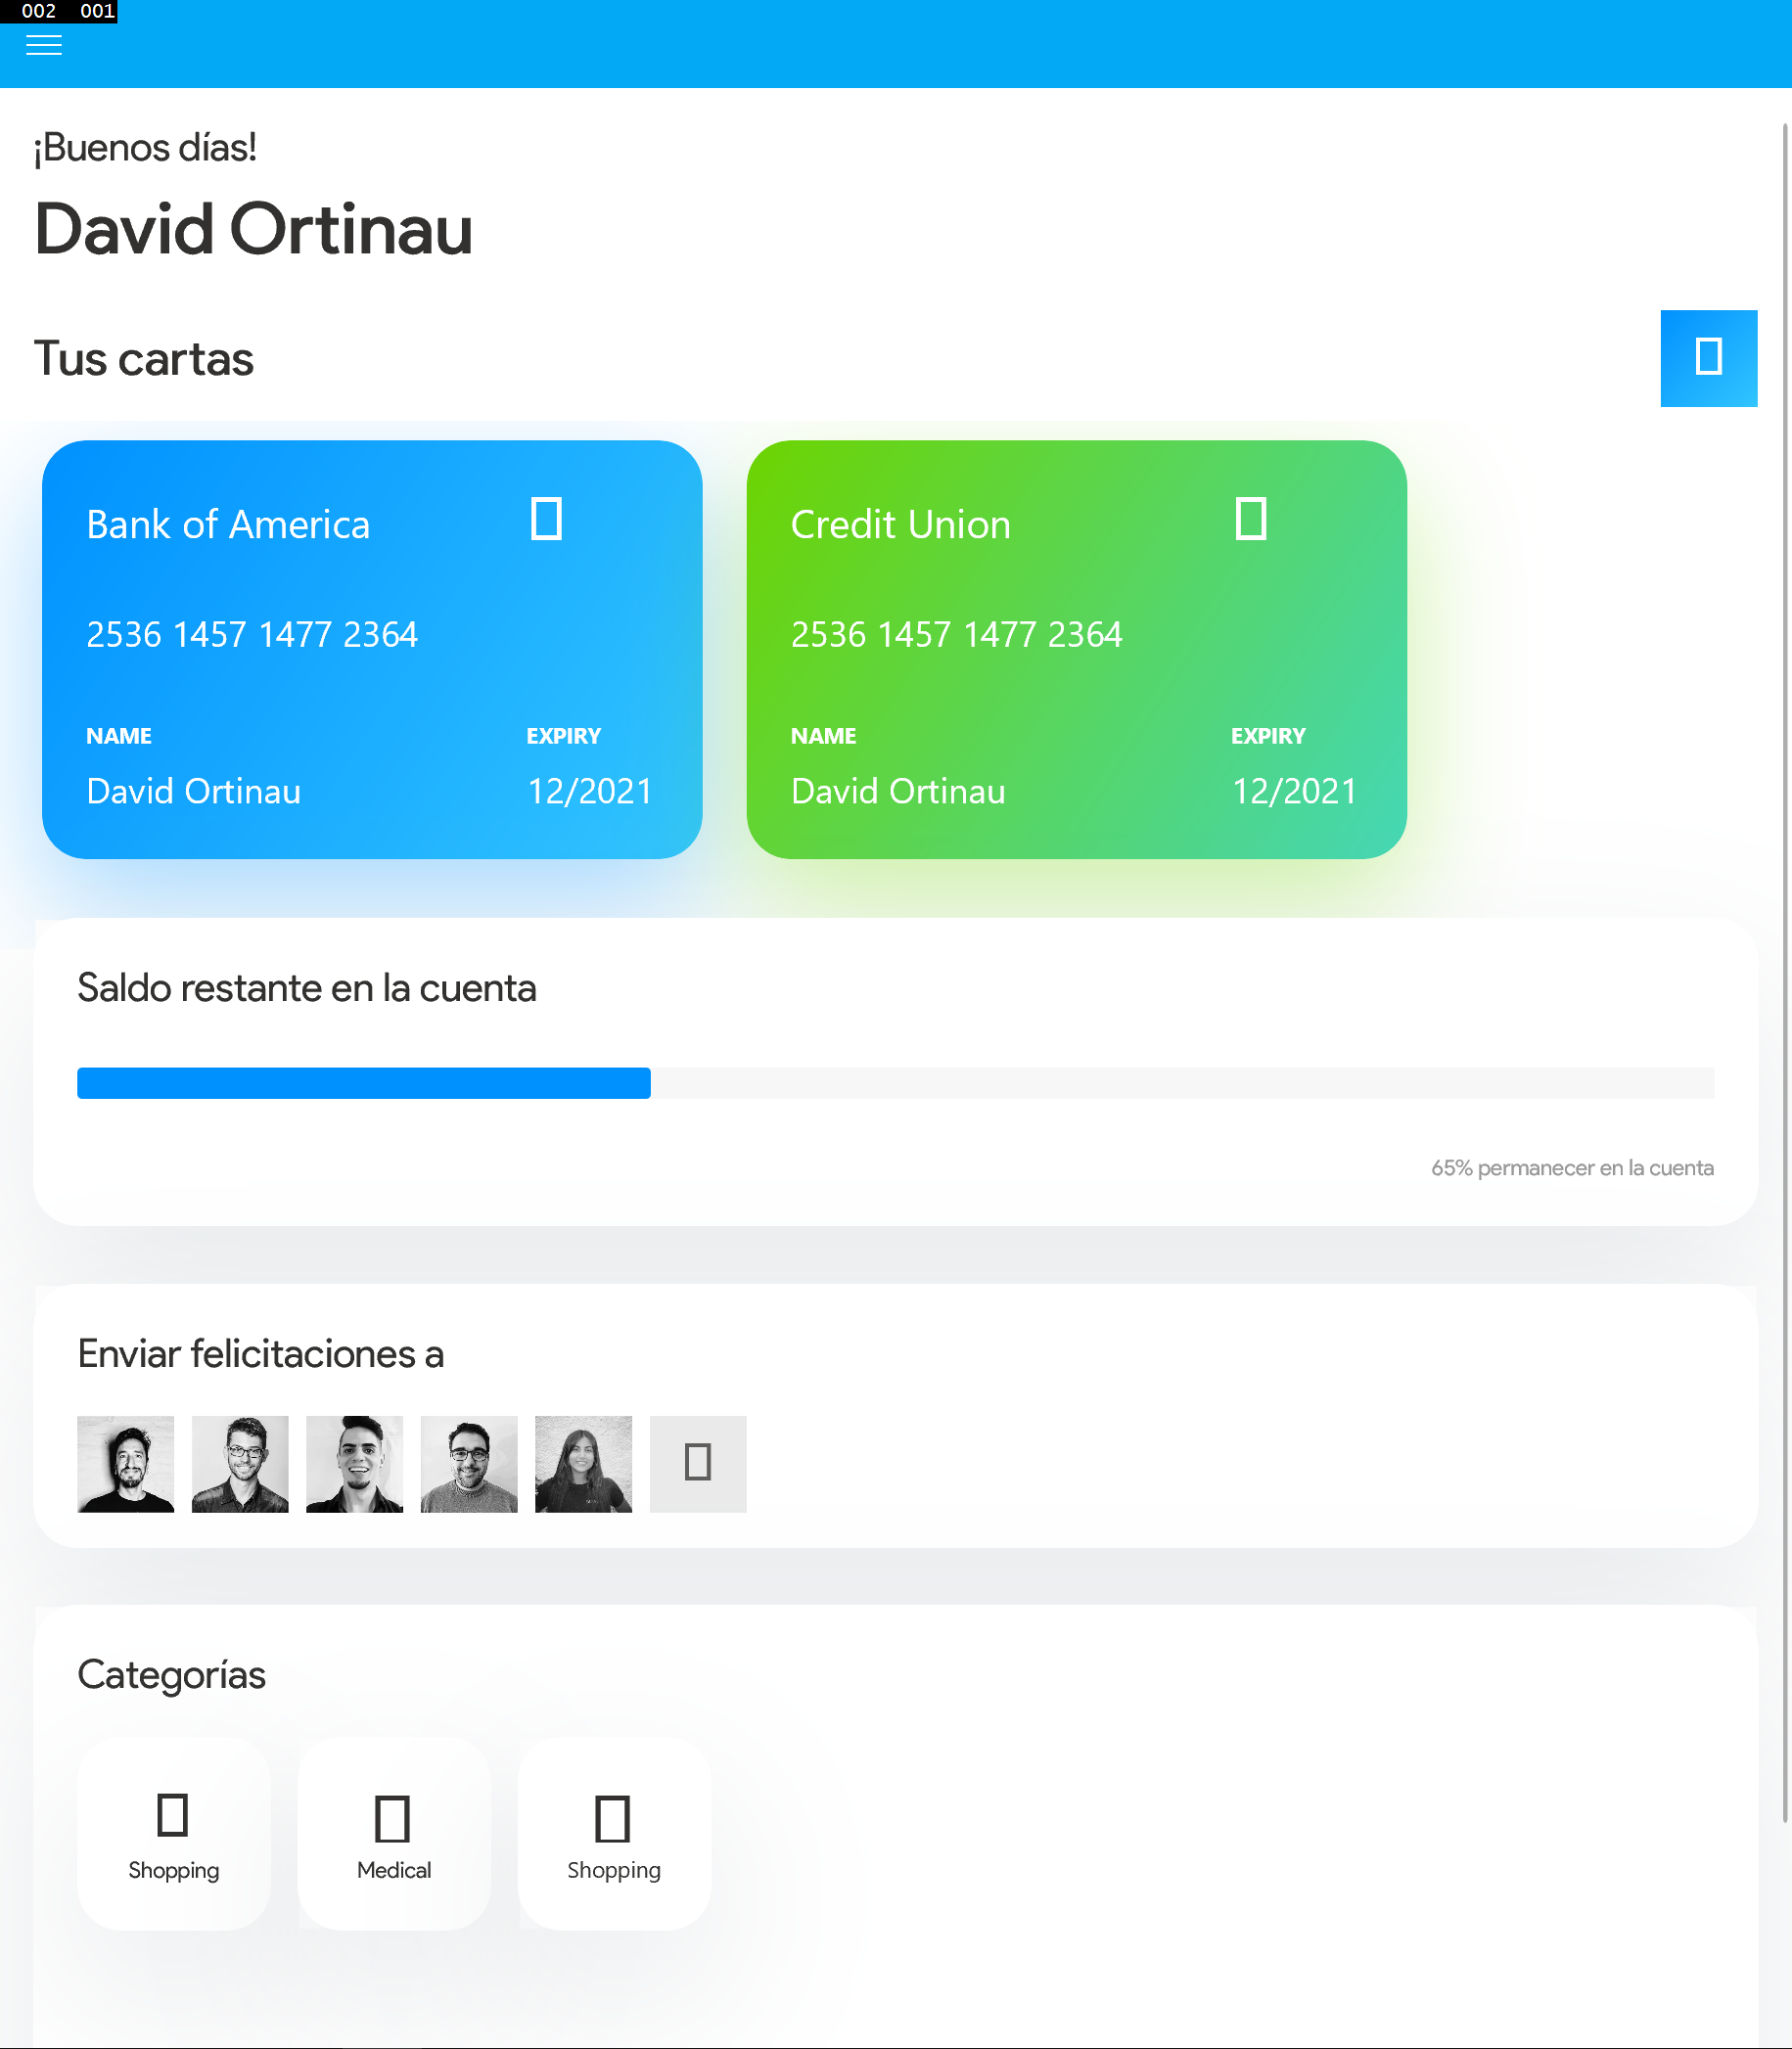 002 001
¡Buenos días!
David Ortinau
Tus cartas
Bank of America
2536 1457 1477 2364
NAME EXPIRY
David Ortinau 12/2021
Credit Union
2536 1457 1477 2364
NAME EXPIRY
David Ortinau 12/2021
Saldo restante en la cuenta
65% permanecer en la cuenta
Enviar felicitaciones a
Categorías
Shopping
Medical
Shopping